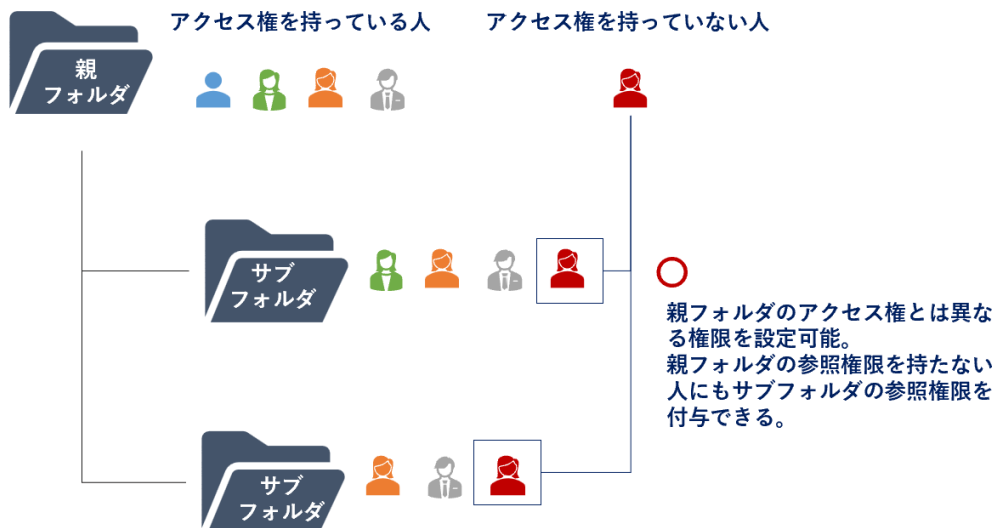 アクセス権を持っている人
アクセス権を持っていない人
親
フォルダ
サブ
フォルダ
親フォルダのアクセス権とは異な
る権限を設定可能。
親フォルダの参照権限を持たない
人にもサブフォルダの参照権限を
付与できる。
サブ
フォルダ